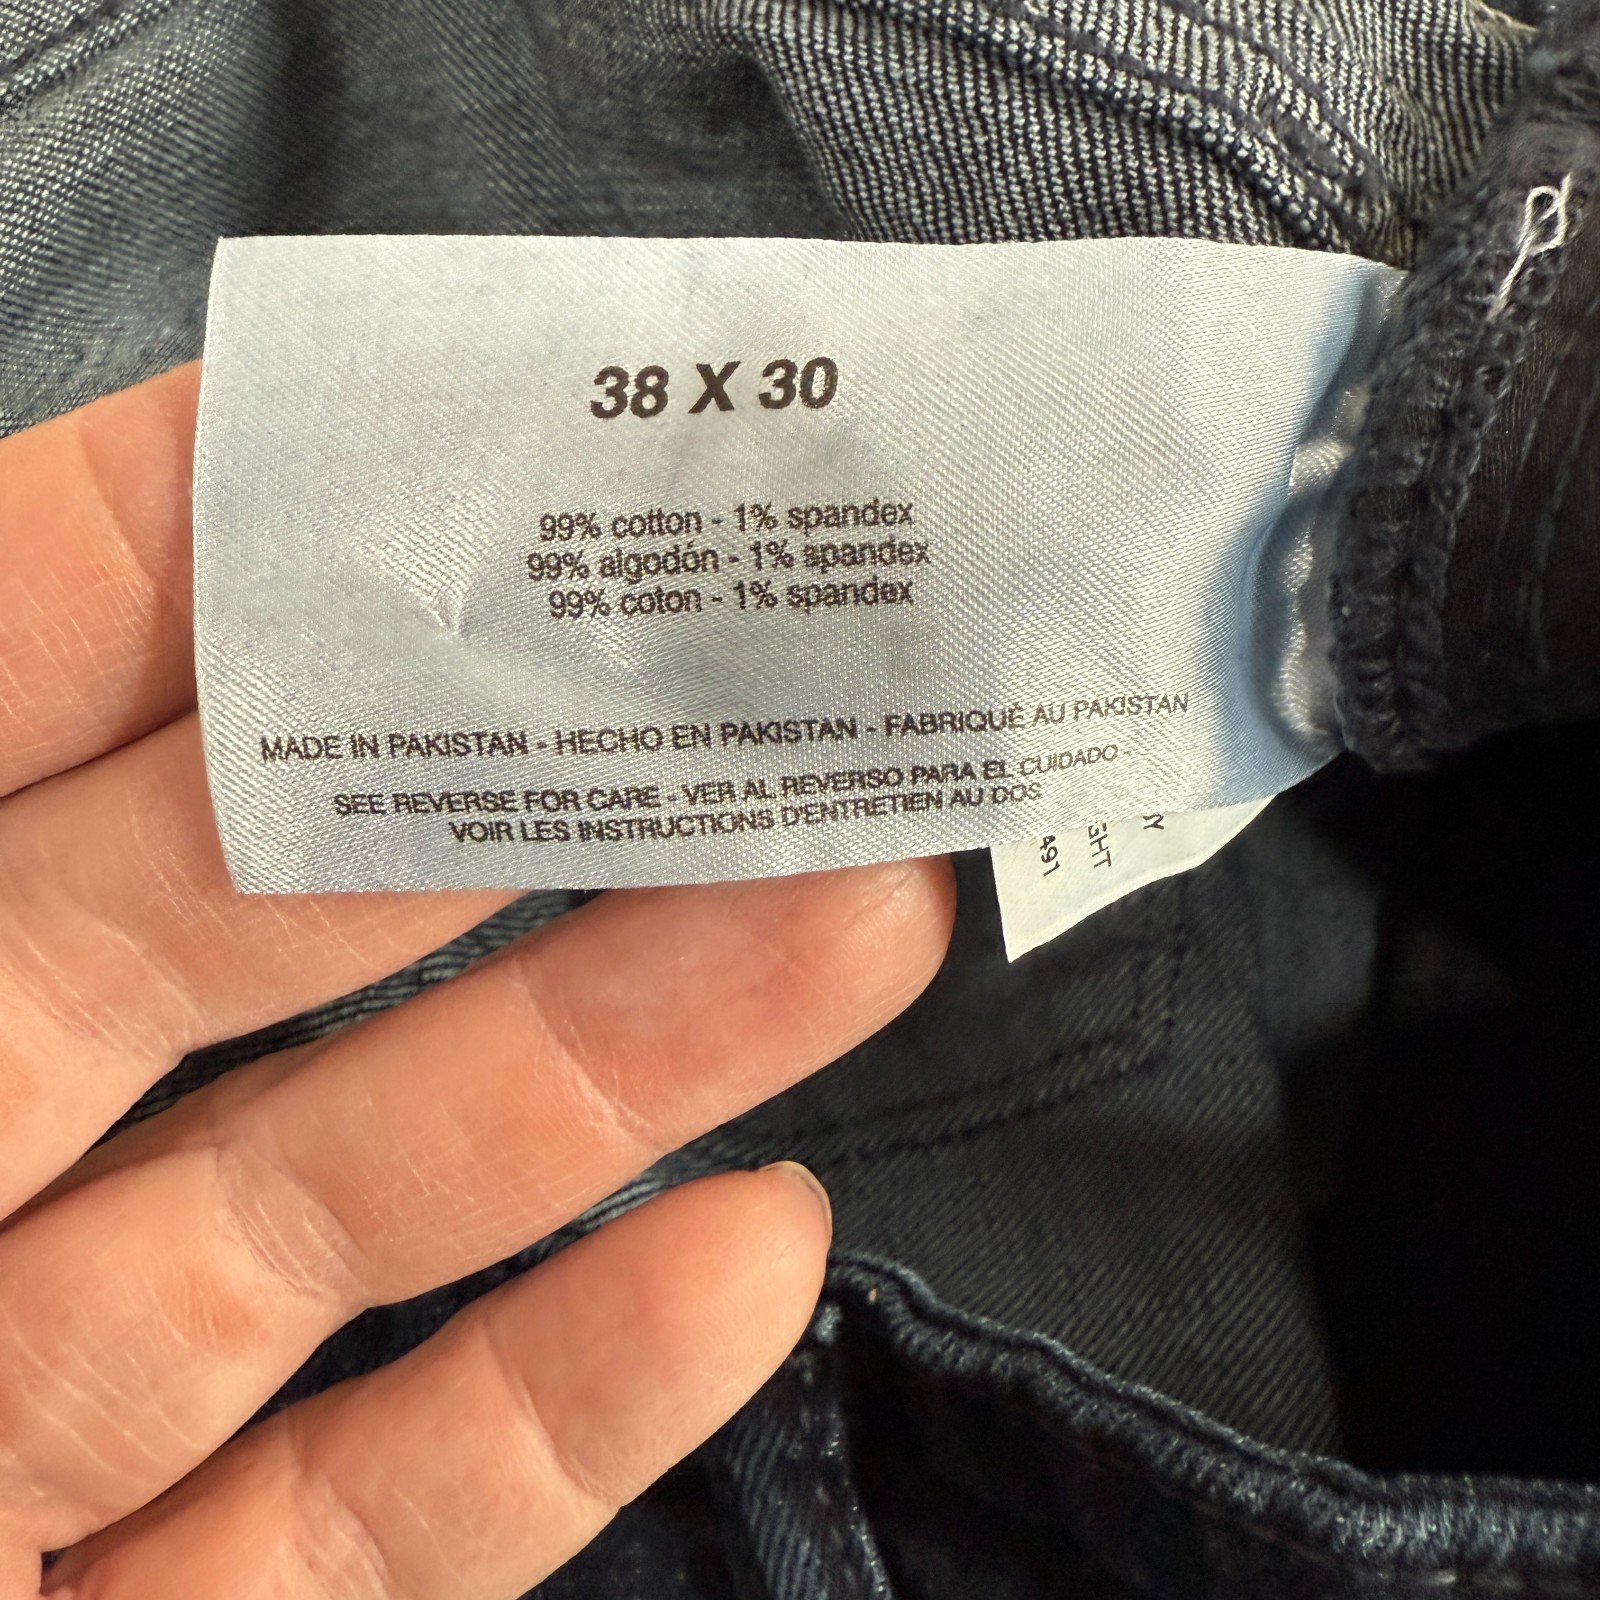 38 X 30
99% cotton - 1% spandex
99% algodón - 1% spandex
99% coton - 1% spandex
MADE IN PAKISTAN - HECHO EN PAKISTAN - FABRIQUÉ AU PAKISTAN
SEE REVERSE FOR CARE - VER AL REVERSO PARA EL CUIDADO -
VOIR LES INSTRUCTIONS D'ENTRETIEN AU DOS